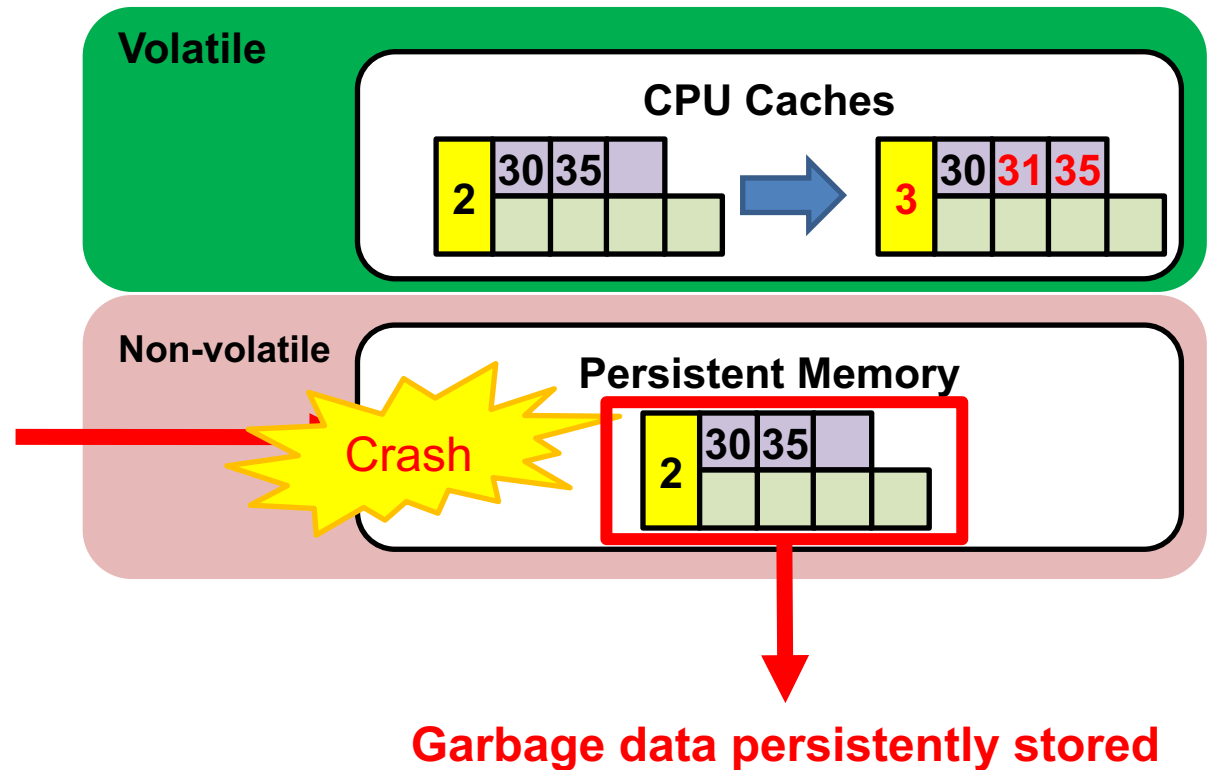 Volatile
CPU Caches
2 30 35
3 30 31 35
Non-volatile
Persistent Memory
Crash
2 30 35
Garbage data persistently stored